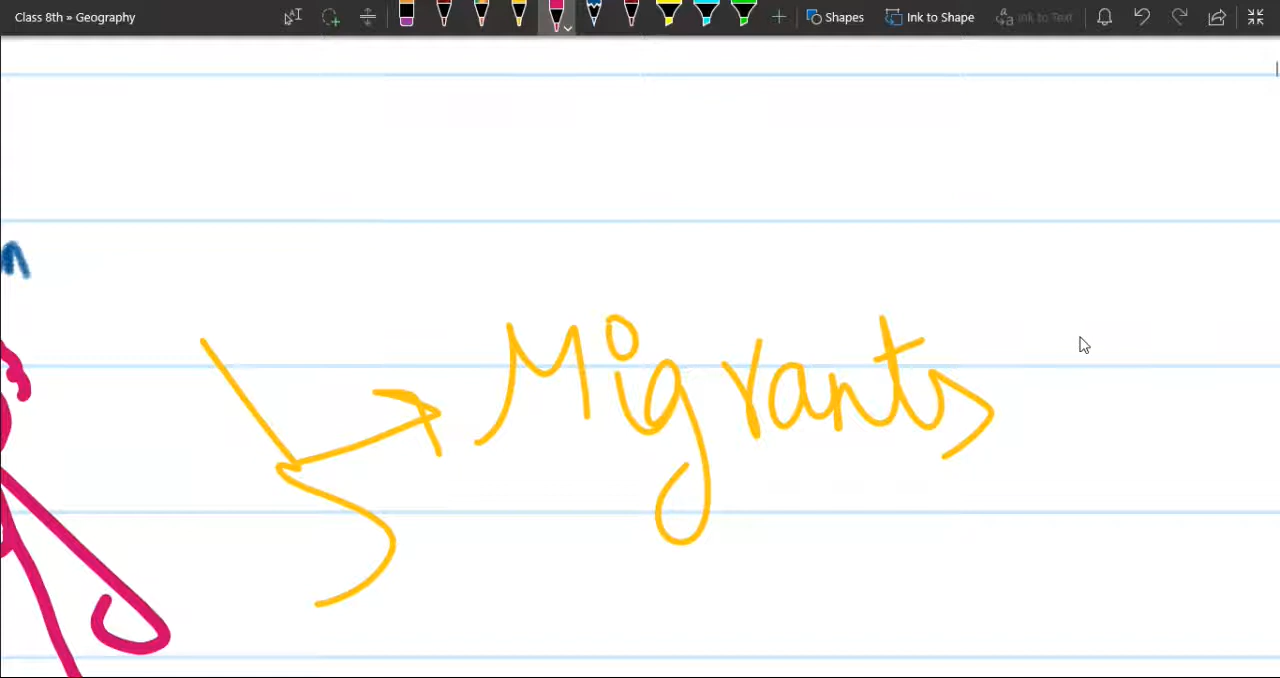 Class 8th » Geography
Shapes
Ink to Shape
Ink to Text
Migrants